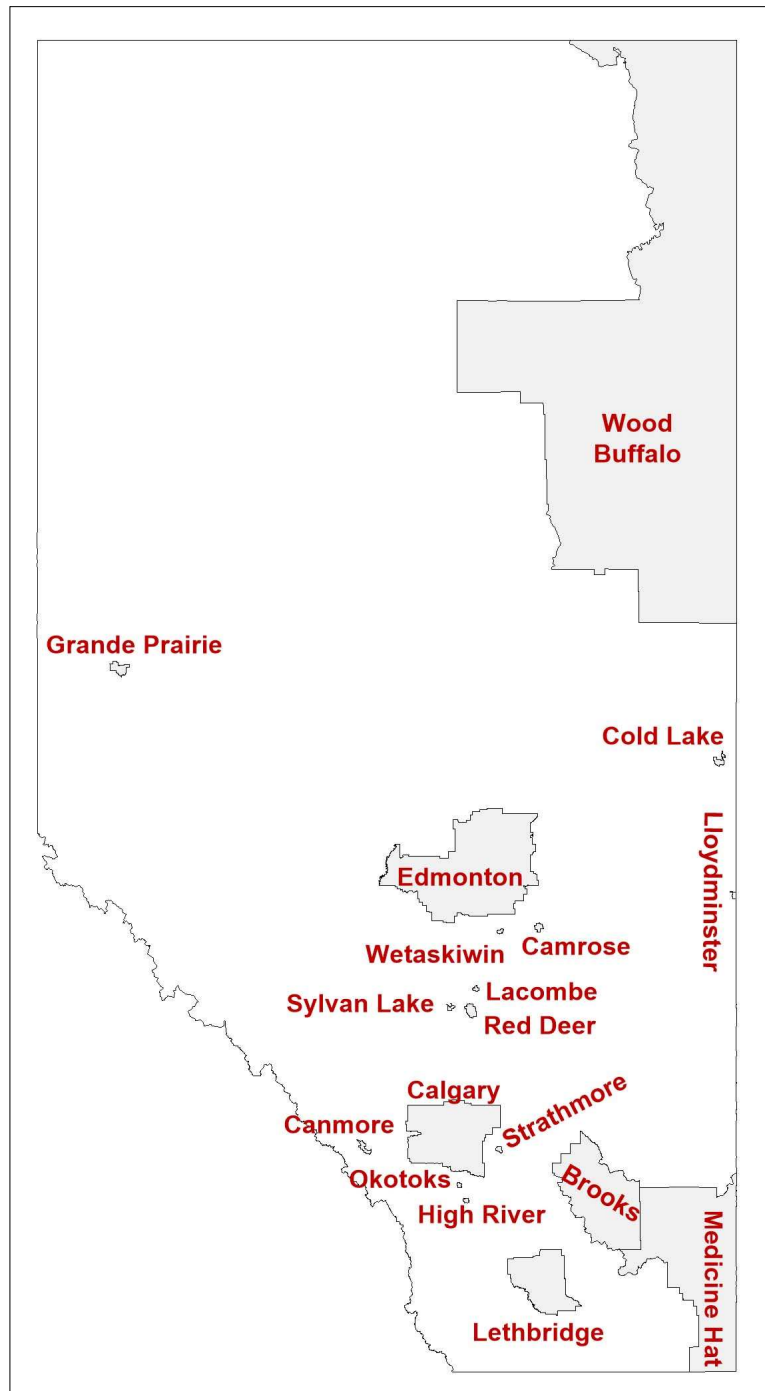 Wood
Buffalo
Grande Prairie
Cold Lake
Lloydminster
Edmonton
Wetaskiwin
Camrose
Lacombe
Sylvan Lake
Red Deer
Calgary
Strathmore
Canmore
Okotoks
Brooks
High River
Medicine Hat
Lethbridge